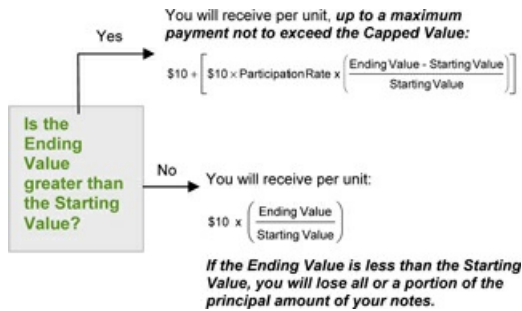 You will receive per unit, up to a maximum
payment not to exceed the Capped Value:
Yes
$10 + [ $10 × Participation Rate x ( Ending Value - Starting Value / Starting Value ) ]
Is the
Ending
Value
greater than
the Starting
Value?
No
You will receive per unit:
$10 x ( Ending Value / Starting Value )
If the Ending Value is less than the Starting
Value, you will lose all or a portion of the
principal amount of your notes.